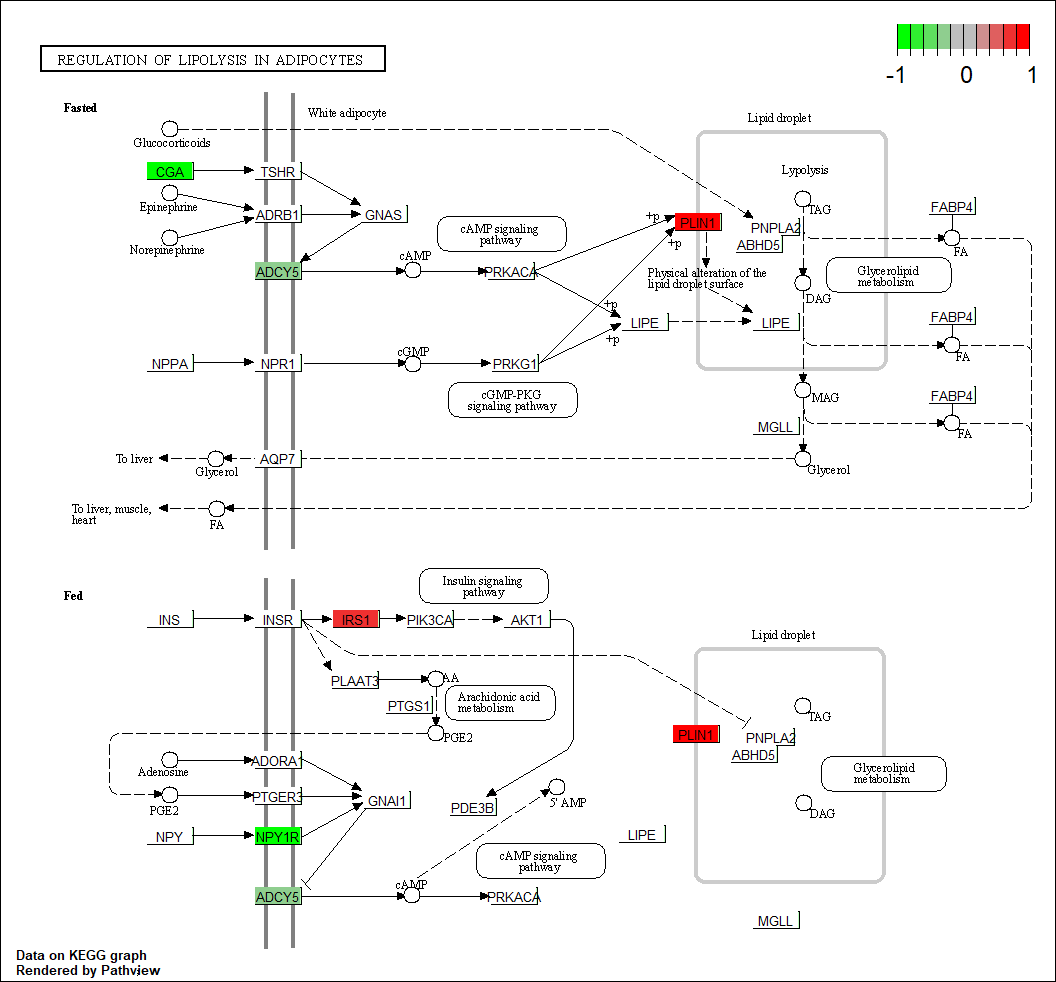 REGULATION OF LIPOLYSIS IN ADIPOCYTES
-1 0 1
Fasted
White adipocyte
Lipid droplet
Glucocorticoids
CGA
TSHR
Lypolysis
Epinephrine
ADRB1
GNAS
TAG
FABP4
Norepinephrine
cAMP signaling
pathway
+p
PLIN1
+p
PNPLA2
ABHD5
FA
ADCY5
cAMP
PRKACA
Physical alteration of the
lipid droplet surface
Glycerolipid
metabolism
DAG
+p
LIPE
LIPE
FABP4
+p
FA
NPPA
NPR1
cGMP
PRKG1
cGMP-PKG
signaling pathway
MAG
FABP4
MGLL
FA
To liver
Glycerol
AQP7
Glycerol
To liver, muscle,
heart
FA
Fed
Insulin signaling
pathway
INS
INSR
IRS1
PIK3CA
AKT1
Lipid droplet
PLAAT3
AA
PTGS1
Arachidonic acid
metabolism
TAG
PGE2
PLIN1
PNPLA2
ABHD5
Adenosine
ADORA1
Glycerolipid
metabolism
PGE2
PTGER3
GNAI1
PDE3B
5' AMP
DAG
NPY
NPY1R
LIPE
cAMP signaling
pathway
ADCY5
cAMP
PRKACA
MGLL
Data on KEGG graph
Rendered by Pathview